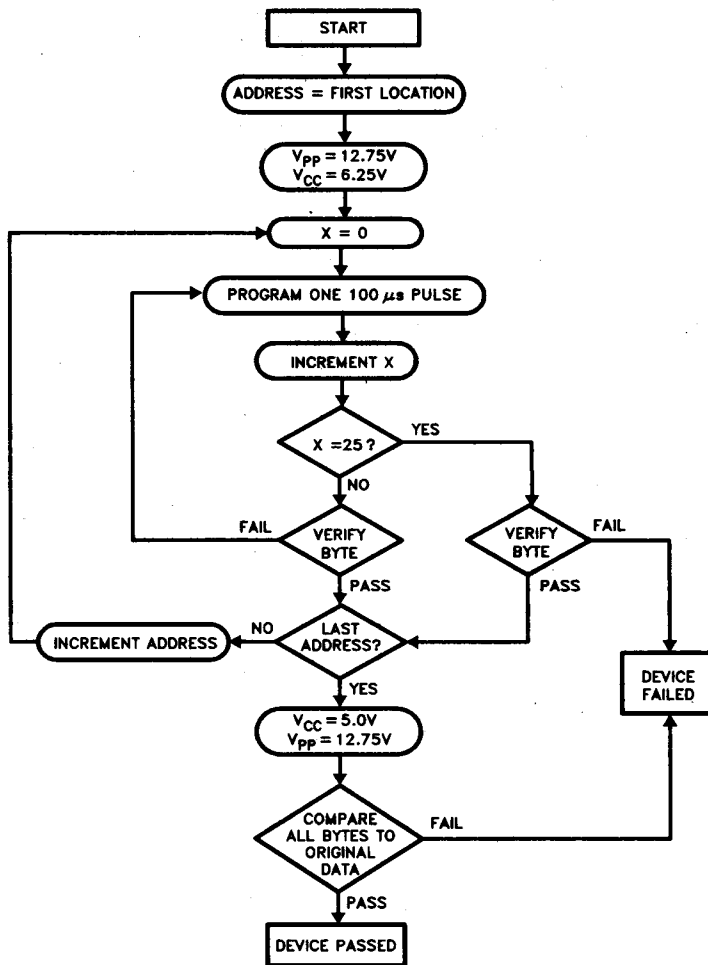 START
ADDRESS = FIRST LOCATION
VPP = 12.75V
VCC = 6.25V
X = 0
PROGRAM ONE 100 μs PULSE
INCREMENT X
X =25?
YES
NO
FAIL
VERIFY
BYTE
VERIFY
BYTE
FAIL
PASS
PASS
INCREMENT ADDRESS
NO
LAST
ADDRESS?
YES
DEVICE
FAILED
VCC = 5.0V
VPP = 12.75V
COMPARE
ALL BYTES TO
ORIGINAL
DATA
FAIL
PASS
DEVICE PASSED